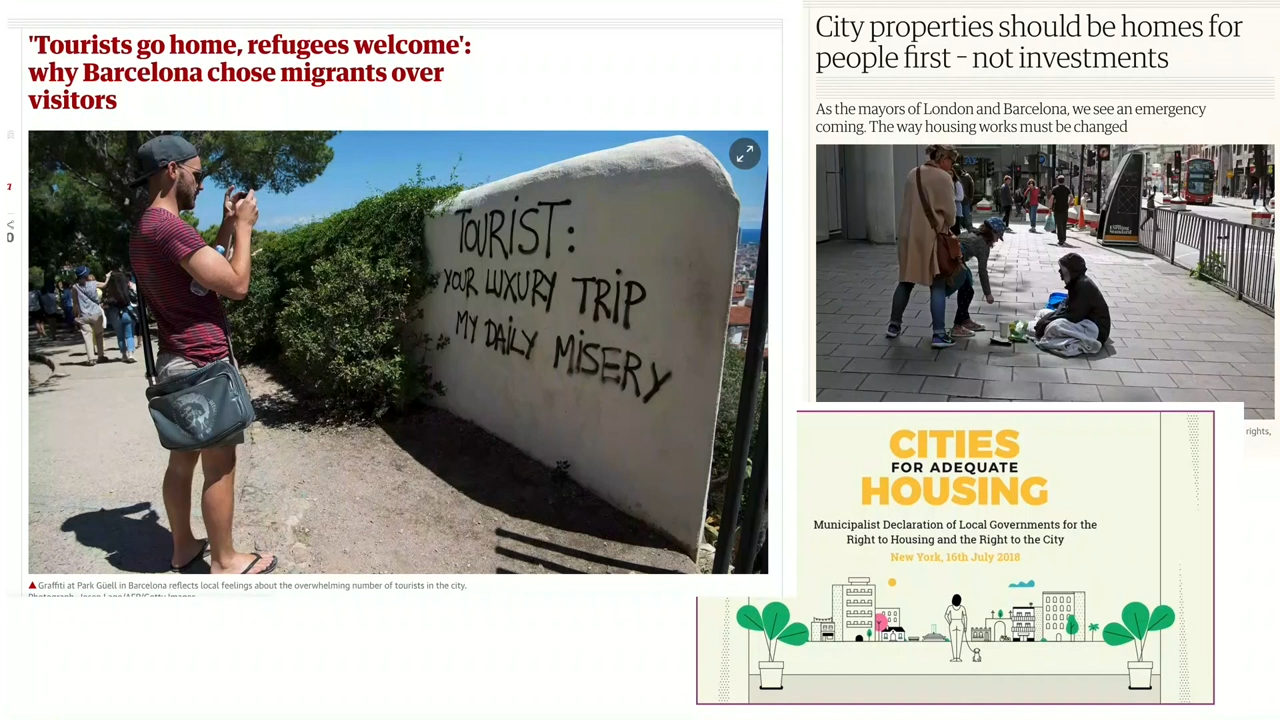 'Tourists go home, refugees welcome':
why Barcelona chose migrants over
visitors
TOURIST:
YOUR LUXURY TRIP
MY DAILY MISERY
Graffiti at Park Güell in Barcelona reflects local feelings about the overwhelming number of tourists in the city.
City properties should be homes for
people first – not investments
As the mayors of London and Barcelona, we see an emergency
coming. The way housing works must be changed
rights,
CITIES
FOR ADEQUATE
HOUSING
Municipalist Declaration of Local Governments for the
Right to Housing and the Right to the City
New York, 16th July 2018